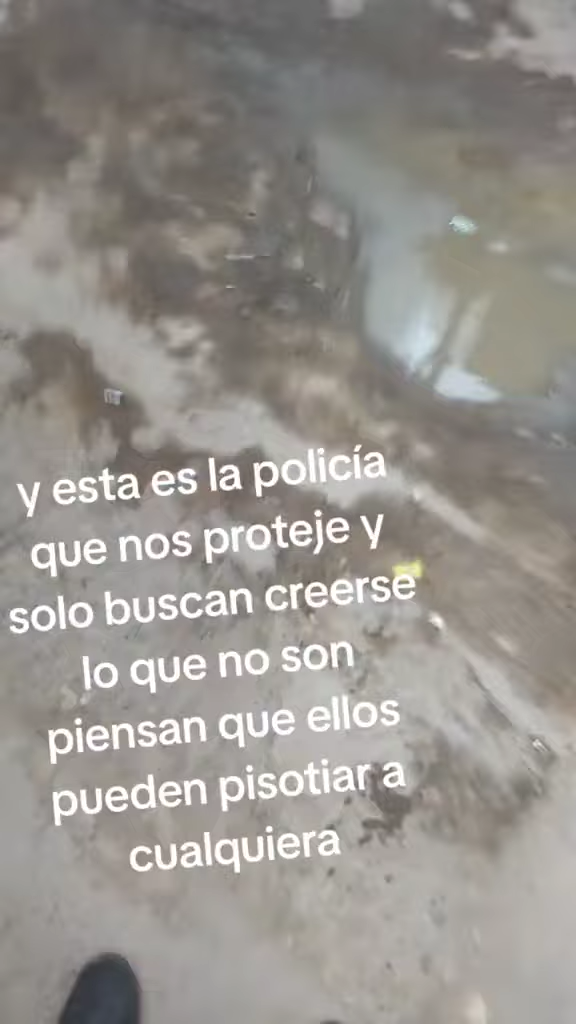 y esta es la policía
que nos proteje y
solo buscan creerse
lo que no son
piensan que ellos
pueden pisotiar a
cualquiera